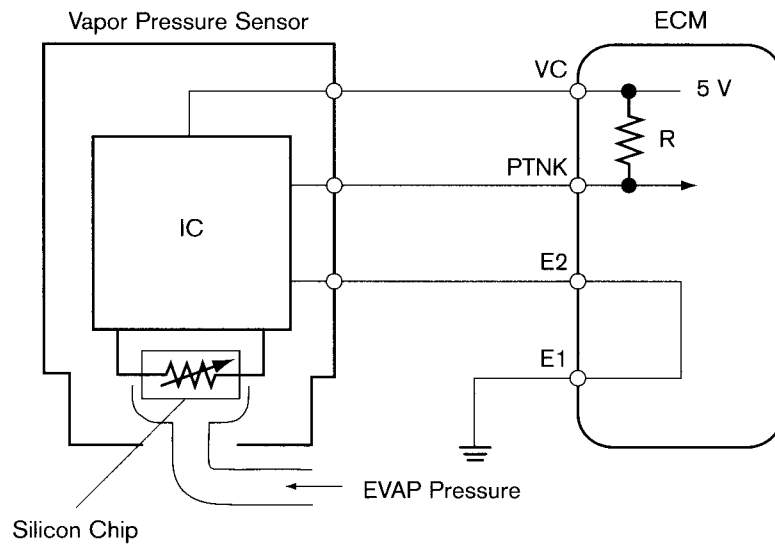 Vapor Pressure Sensor
ECM
VC
5 V
R
PTNK
IC
E2
E1
EVAP Pressure
Silicon Chip